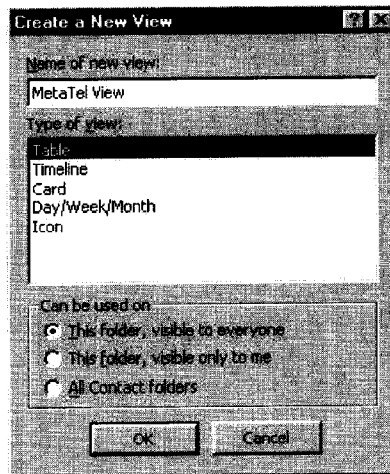 Create a New View
Name of new view:
MetaTel View
Type of view:
Table
Timeline
Card
Day/Week/Month
Icon
Can be used on
This folder, visible to everyone
This folder, visible only to me
All Contact folders
OK
Cancel